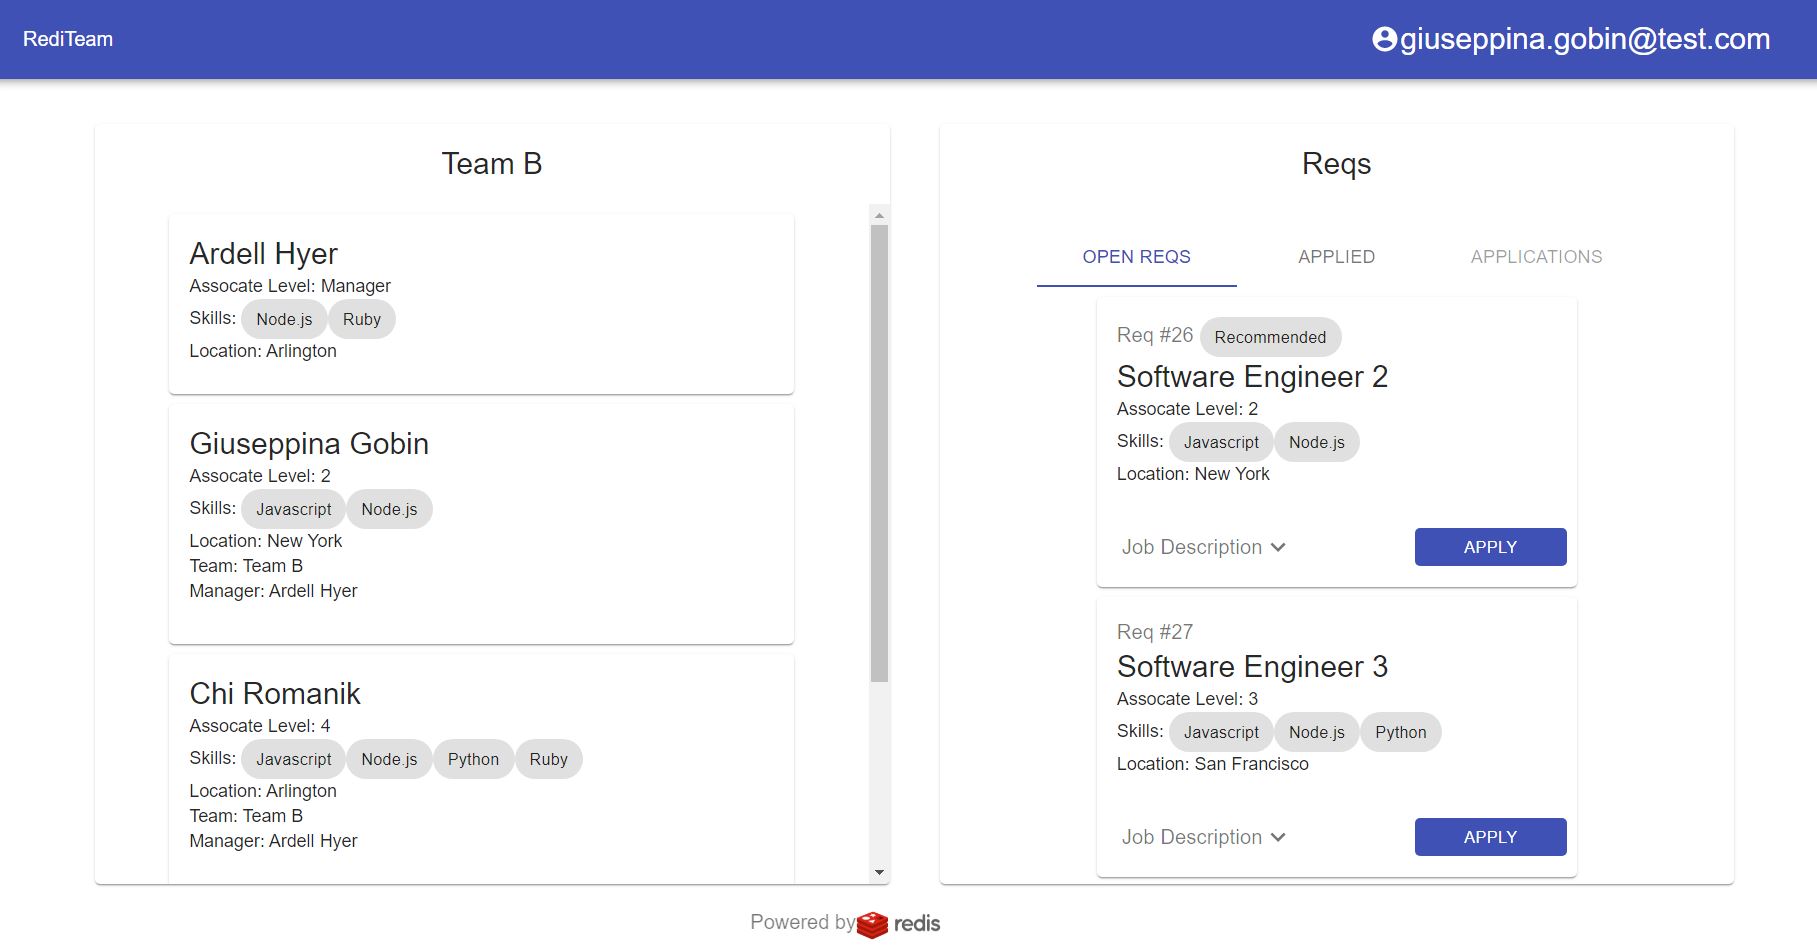 RediTeam
giuseppina.gobin@test.com
Team B
Ardell Hyer
Assocate Level: Manager
Skills: Node.js Ruby
Location: Arlington
Giuseppina Gobin
Assocate Level: 2
Skills: Javascript Node.js
Location: New York
Team: Team B
Manager: Ardell Hyer
Chi Romanik
Assocate Level: 4
Skills: Javascript Node.js Python Ruby
Location: Arlington
Team: Team B
Manager: Ardell Hyer
Reqs
OPEN REQS APPLIED APPLICATIONS
Req #26 Recommended
Software Engineer 2
Assocate Level: 2
Skills: Javascript Node.js
Location: New York
Job Description APPLY
Req #27
Software Engineer 3
Assocate Level: 3
Skills: Javascript Node.js Python
Location: San Francisco
Job Description APPLY
Powered by redis